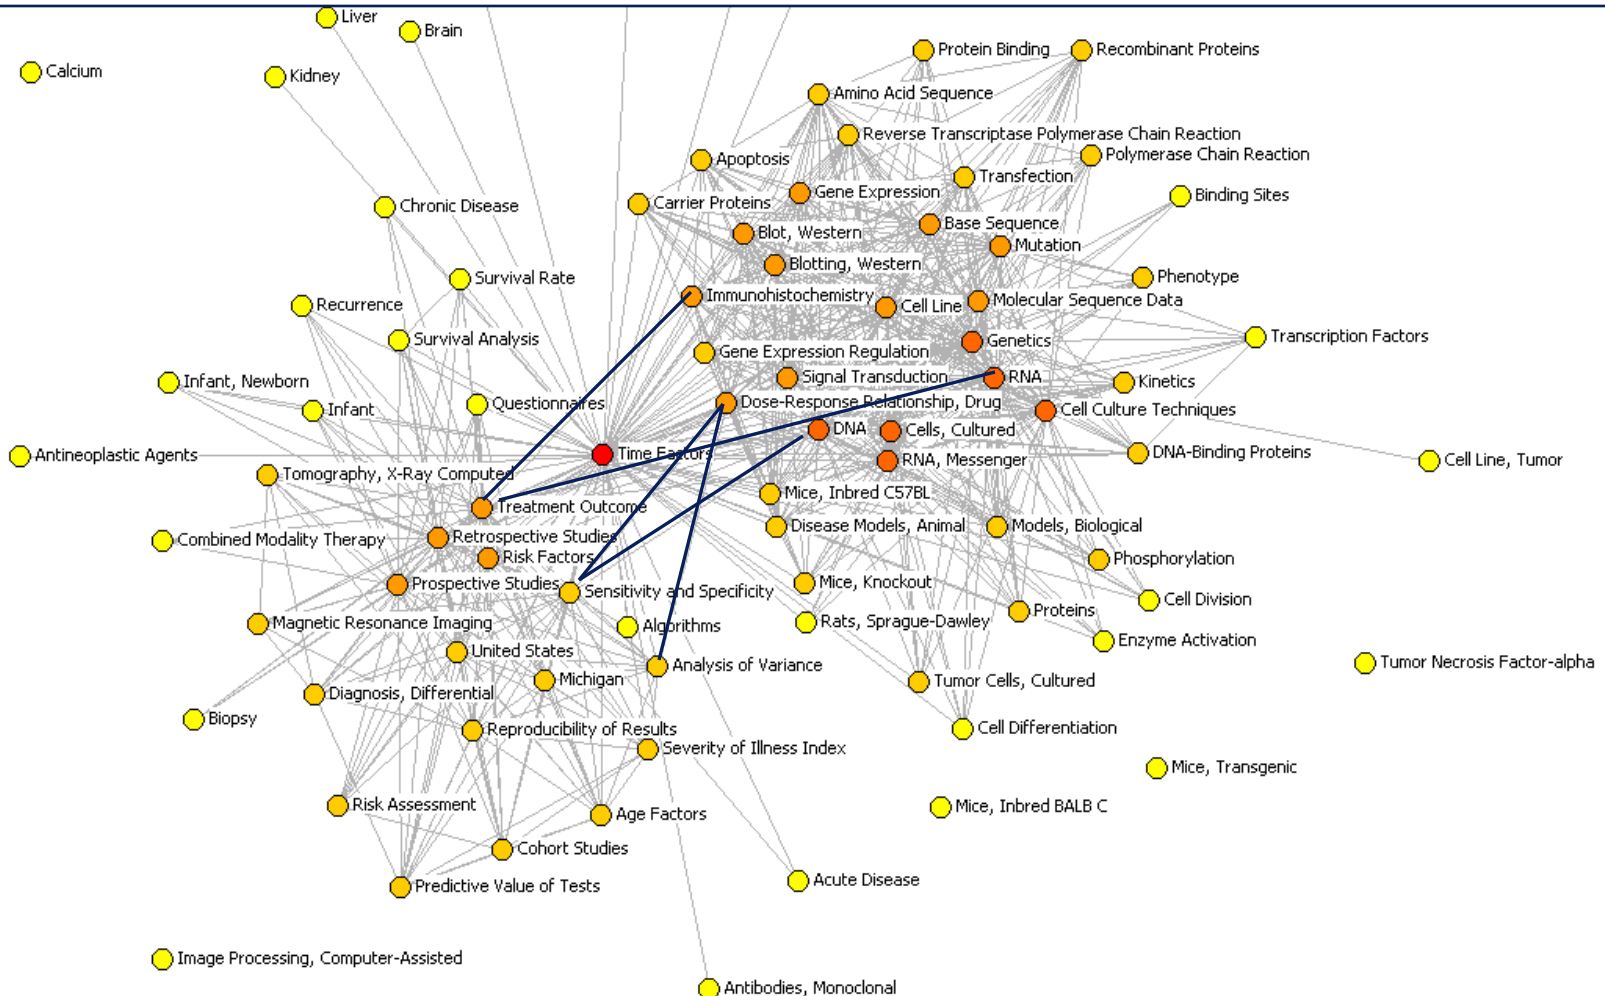 Liver
Brain
Calcium
Kidney
Protein Binding
Recombinant Proteins
Amino Acid Sequence
Reverse Transcriptase Polymerase Chain Reaction
Apoptosis
Polymerase Chain Reaction
Transfection
Gene Expression
Binding Sites
Carrier Proteins
Chronic Disease
Base Sequence
Blot, Western
Mutation
Blotting, Western
Survival Rate
Phenotype
Immunohistochemistry
Molecular Sequence Data
Recurrence
Cell Line
Transcription Factors
Survival Analysis
Genetics
Gene Expression Regulation
Signal Transduction
RNA
Infant, Newborn
Kinetics
Dose-Response Relationship, Drug
Questionnaires
Infant
Cell Culture Techniques
DNA
Cells, Cultured
DNA-Binding Proteins
Time Factors
Antineoplastic Agents
RNA, Messenger
Cell Line, Tumor
Tomography, X-Ray Computed
Mice, Inbred C57BL
Treatment Outcome
Disease Models, Animal
Models, Biological
Retrospective Studies
Combined Modality Therapy
Risk Factors
Phosphorylation
Prospective Studies
Mice, Knockout
Sensitivity and Specificity
Cell Division
Proteins
Magnetic Resonance Imaging
Rats, Sprague-Dawley
Algorithms
Enzyme Activation
United States
Tumor Necrosis Factor-alpha
Analysis of Variance
Michigan
Tumor Cells, Cultured
Diagnosis, Differential
Biopsy
Cell Differentiation
Reproducibility of Results
Severity of Illness Index
Mice, Transgenic
Risk Assessment
Mice, Inbred BALB C
Age Factors
Cohort Studies
Acute Disease
Predictive Value of Tests
Image Processing, Computer-Assisted
Antibodies, Monoclonal